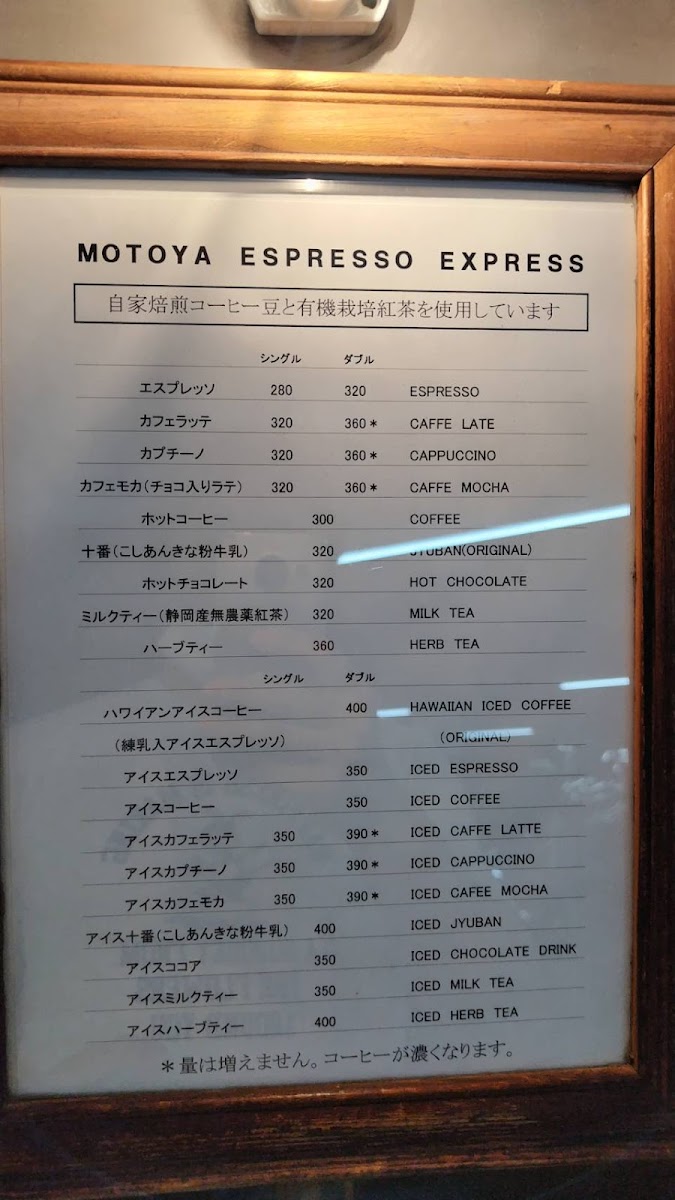 MOTOYA ESPRESSO EXPRESS
自家焙煎コーヒー豆と有機栽培紅茶を使用しています
シングル ダブル
エスプレッソ 280 320 ESPRESSO
カフェラッテ 320 360＊ CAFFE LATE
カプチーノ 320 360＊ CAPPUCCINO
カフェモカ（チョコ入りラテ） 320 360＊ CAFFE MOCHA
ホットコーヒー 300 COFFEE
十番（こしあんきな粉牛乳） 320 JYUBAN(ORIGINAL)
ホットチョコレート 320 HOT CHOCOLATE
ミルクティー（静岡産無農薬紅茶） 320 MILK TEA
ハーブティー 360 HERB TEA
シングル ダブル
ハワイアンアイスコーヒー 400 HAWAIIAN ICED COFFEE
（練乳入アイスエスプレッソ） (ORIGINAL)
アイスエスプレッソ 350 ICED ESPRESSO
アイスコーヒー 350 ICED COFFEE
アイスカフェラッテ 350 390＊ ICED CAFFE LATTE
アイスカプチーノ 350 390＊ ICED CAPPUCCINO
アイスカフェモカ 350 390＊ ICED CAFEE MOCHA
アイス十番（こしあんきな粉牛乳） 400 ICED JYUBAN
アイスココア 350 ICED CHOCOLATE DRINK
アイスミルクティー 350 ICED MILK TEA
アイスハーブティー 400 ICED HERB TEA
＊量は増えません。コーヒーが濃くなります。